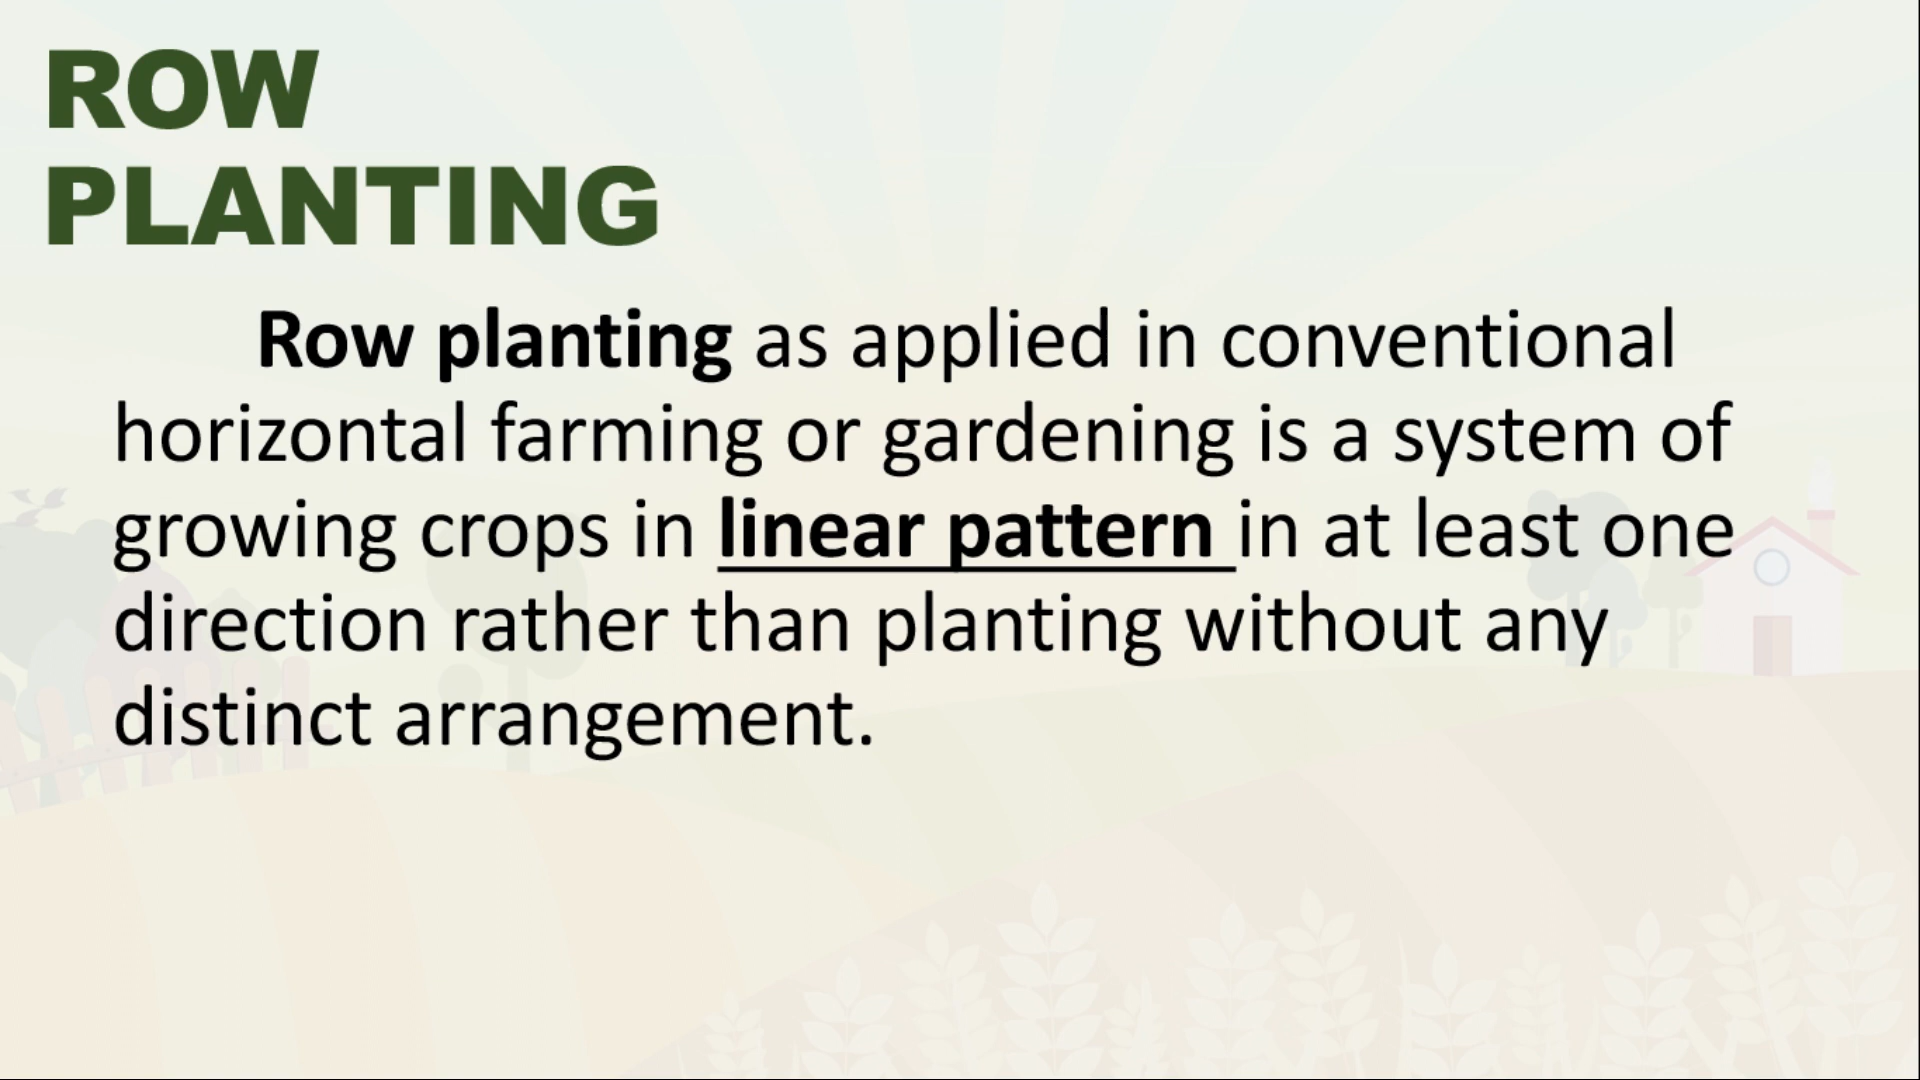 ROW
PLANTING
Row planting as applied in conventional
horizontal farming or gardening is a system of
growing crops in linear pattern in at least one
direction rather than planting without any
distinct arrangement.